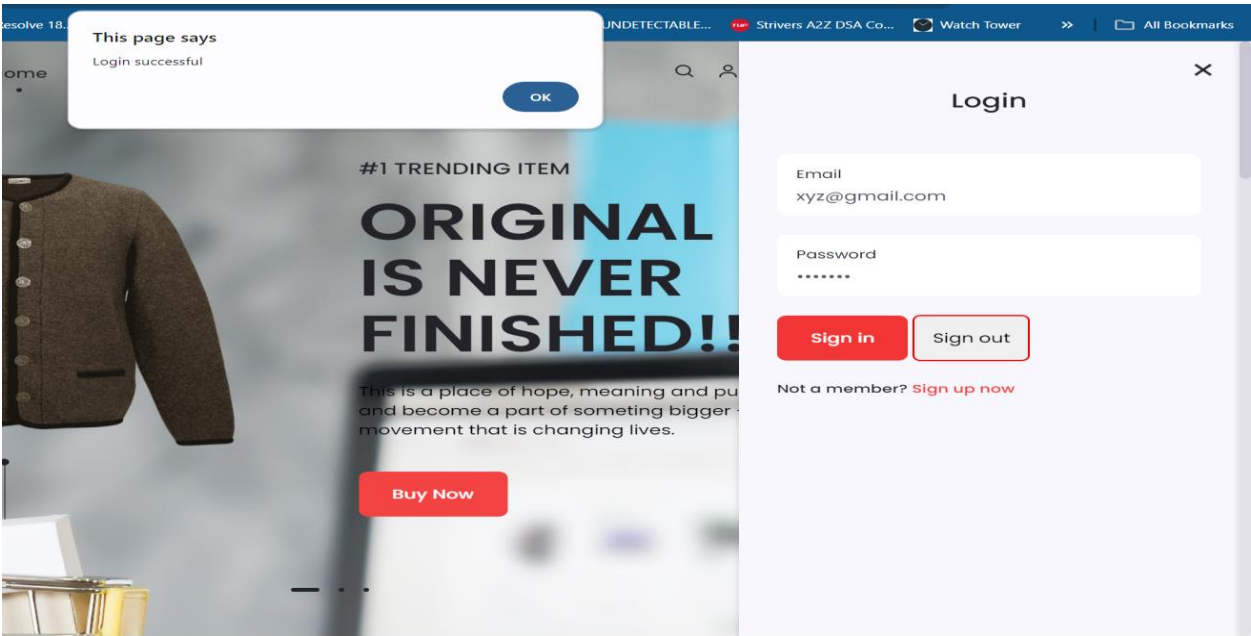 esolve 18.
UNDETECTABLE...
TUF
Strivers A2Z DSA Co...
Watch Tower
»
All Bookmarks
This page says
Login successful
OK
ome
Login
Email
xyz@gmail.com
Password
•••••••
Sign in
Sign out
Not a member? Sign up now
#1 TRENDING ITEM
ORIGINAL
IS NEVER
FINISHED!!
This is a place of hope, meaning and pu
and become a part of someting bigger -
movement that is changing lives.
Buy Now